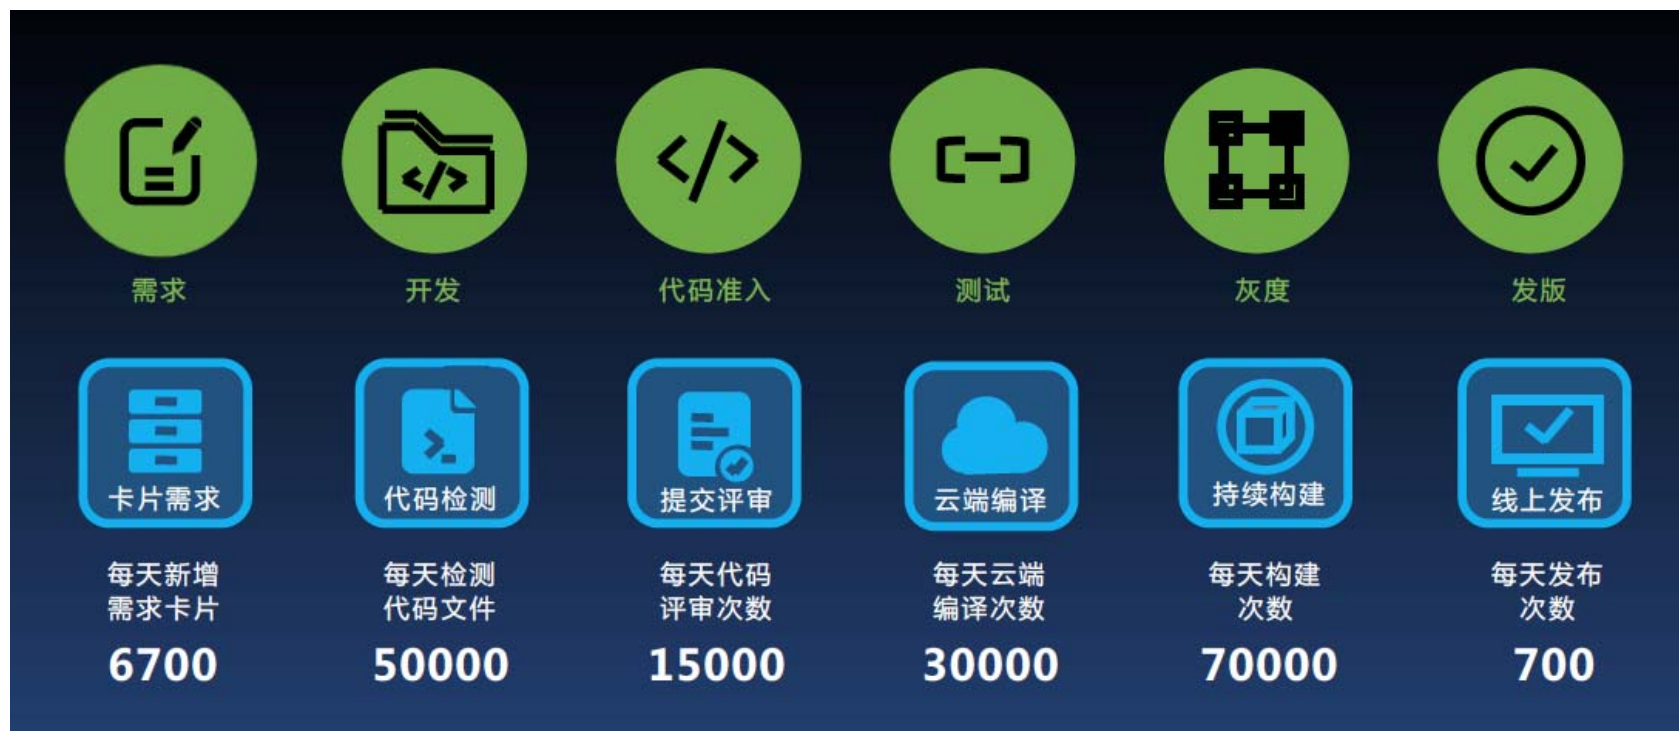 需求
开发
代码准入
测试
灰度
发版
卡片需求
代码检测
提交评审
云端编译
持续构建
线上发布
每天新增
需求卡片
6700
每天检测
代码文件
50000
每天代码
评审次数
15000
每天云端
编译次数
30000
每天构建
次数
70000
每天发布
次数
700